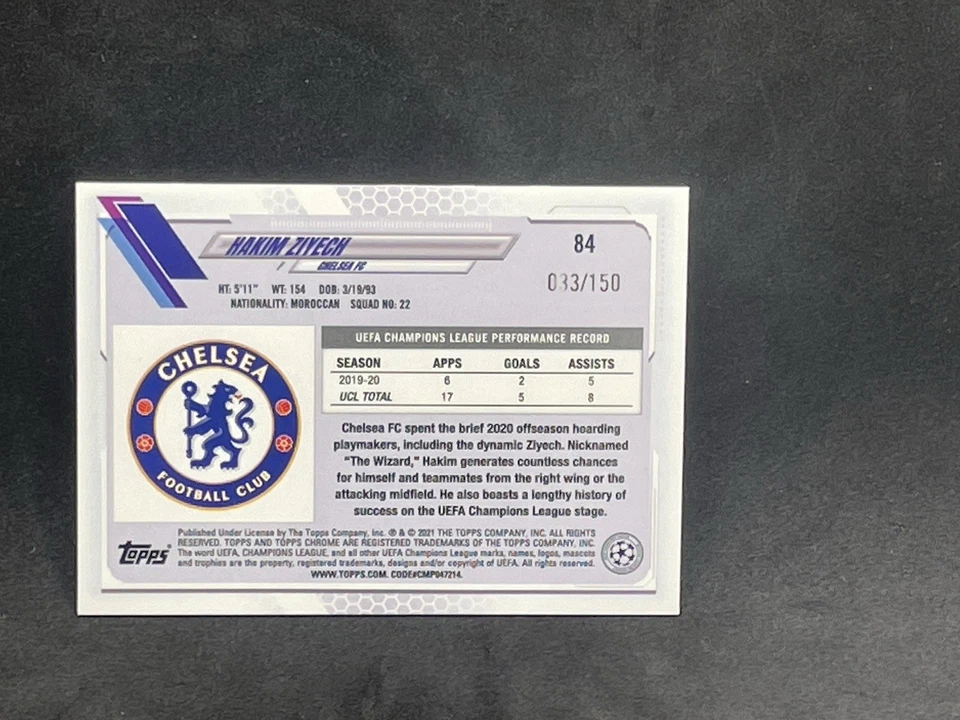 HAKIM ZIYECH
84
CHELSEA FC
033/150
HT: 5'11" WT: 154 DOB: 3/19/93
NATIONALITY: MOROCCAN SQUAD NO: 22
UEFA CHAMPIONS LEAGUE PERFORMANCE RECORD
SEASON APPS GOALS ASSISTS
2019-20 6 2 5
UCL TOTAL 17 5 8
CHELSEA
FOOTBALL CLUB
Chelsea FC spent the brief 2020 offseason hoarding
playmakers, including the dynamic Ziyech. Nicknamed
"The Wizard," Hakim generates countless chances
for himself and teammates from the right wing or the
attacking midfield. He also boasts a lengthy history of
success on the UEFA Champions League stage.
Topps®
Published Under License by The Topps Company, Inc. ® & © 2021 THE TOPPS COMPANY, INC. ALL RIGHTS
RESERVED. TOPPS AND TOPPS CHROME ARE REGISTERED TRADEMARKS OF THE TOPPS COMPANY, INC.
The word UEFA, CHAMPIONS LEAGUE, and all other UEFA Champions League marks, names, logos, mascots
and trophies are the property, registered trademarks, designs and/or copyright of UEFA. All rights reserved.
WWW.TOPPS.COM. CODE#CMP047214.